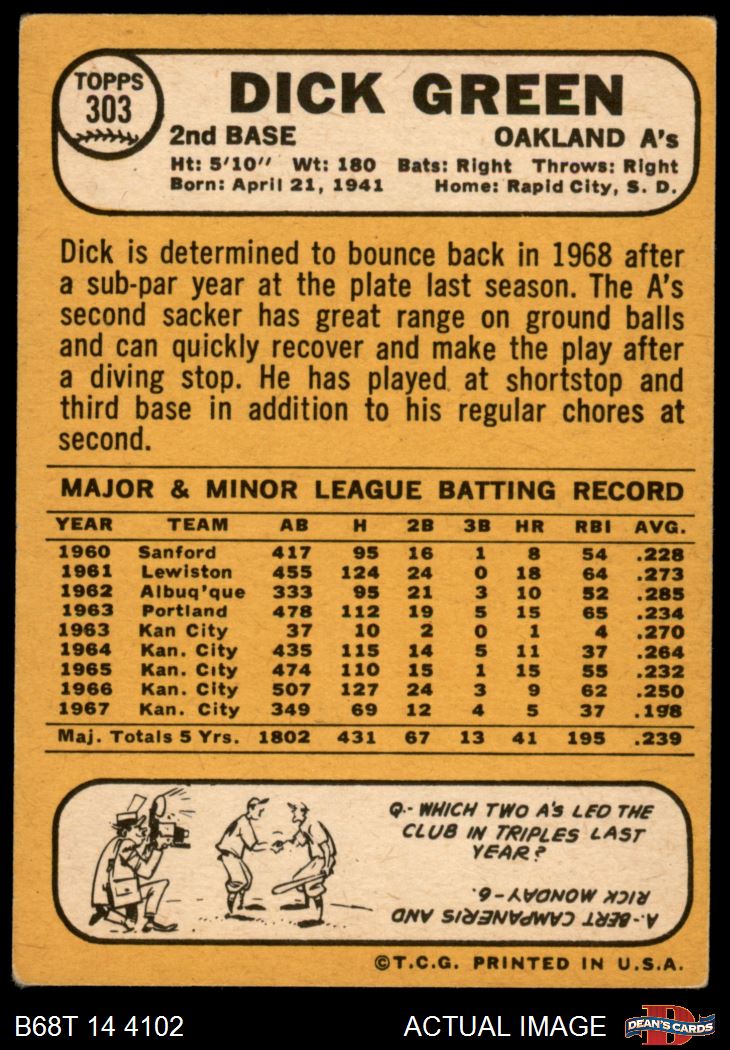 TOPPS
303
DICK GREEN
2nd BASE OAKLAND A's
Ht: 5'10" Wt: 180 Bats: Right Throws: Right
Born: April 21, 1941 Home: Rapid City, S. D.
Dick is determined to bounce back in 1968 after
a sub-par year at the plate last season. The A's
second sacker has great range on ground balls
and can quickly recover and make the play after
a diving stop. He has played at shortstop and
third base in addition to his regular chores at
second.
MAJOR & MINOR LEAGUE BATTING RECORD
YEAR TEAM AB H 2B 3B HR RBI AVG.
1960 Sanford 417 95 16 1 8 54 .228
1961 Lewiston 455 124 24 0 18 64 .273
1962 Albuq'que 333 95 21 3 10 52 .285
1963 Portland 478 112 19 5 15 65 .234
1963 Kan City 37 10 2 0 1 4 .270
1964 Kan. City 435 115 14 5 11 37 .264
1965 Kan. City 474 110 15 1 15 55 .232
1966 Kan. City 507 127 24 3 9 62 .250
1967 Kan. City 349 69 12 4 5 37 .198
Maj. Totals 5 Yrs. 1802 431 67 13 41 195 .239
Q.- WHICH TWO A'S LED THE
CLUB IN TRIPLES LAST
YEAR?
A.-BERT CAMPANERIS AND
RICK MONDAY-6.
©T.C.G. PRINTED IN U.S.A.
B68T 14 4102 ACTUAL IMAGE
D
DEAN'S CARDS